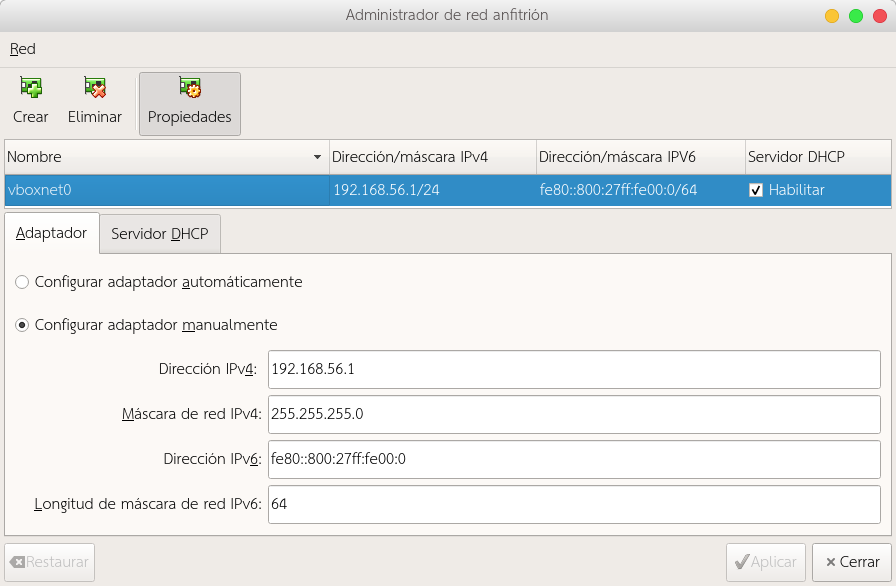 Administrador de red anfitrión
Red
Crear Eliminar Propiedades
Nombre Dirección/máscara IPv4 Dirección/máscara IPV6 Servidor DHCP
vboxnet0 192.168.56.1/24 fe80::800:27ff:fe00:0/64 Habilitar
Adaptador Servidor DHCP
Configurar adaptador automáticamente
Configurar adaptador manualmente
Dirección IPv4: 192.168.56.1
Máscara de red IPv4: 255.255.255.0
Dirección IPv6: fe80::800:27ff:fe00:0
Longitud de máscara de red IPv6: 64
Restaurar Aplicar Cerrar